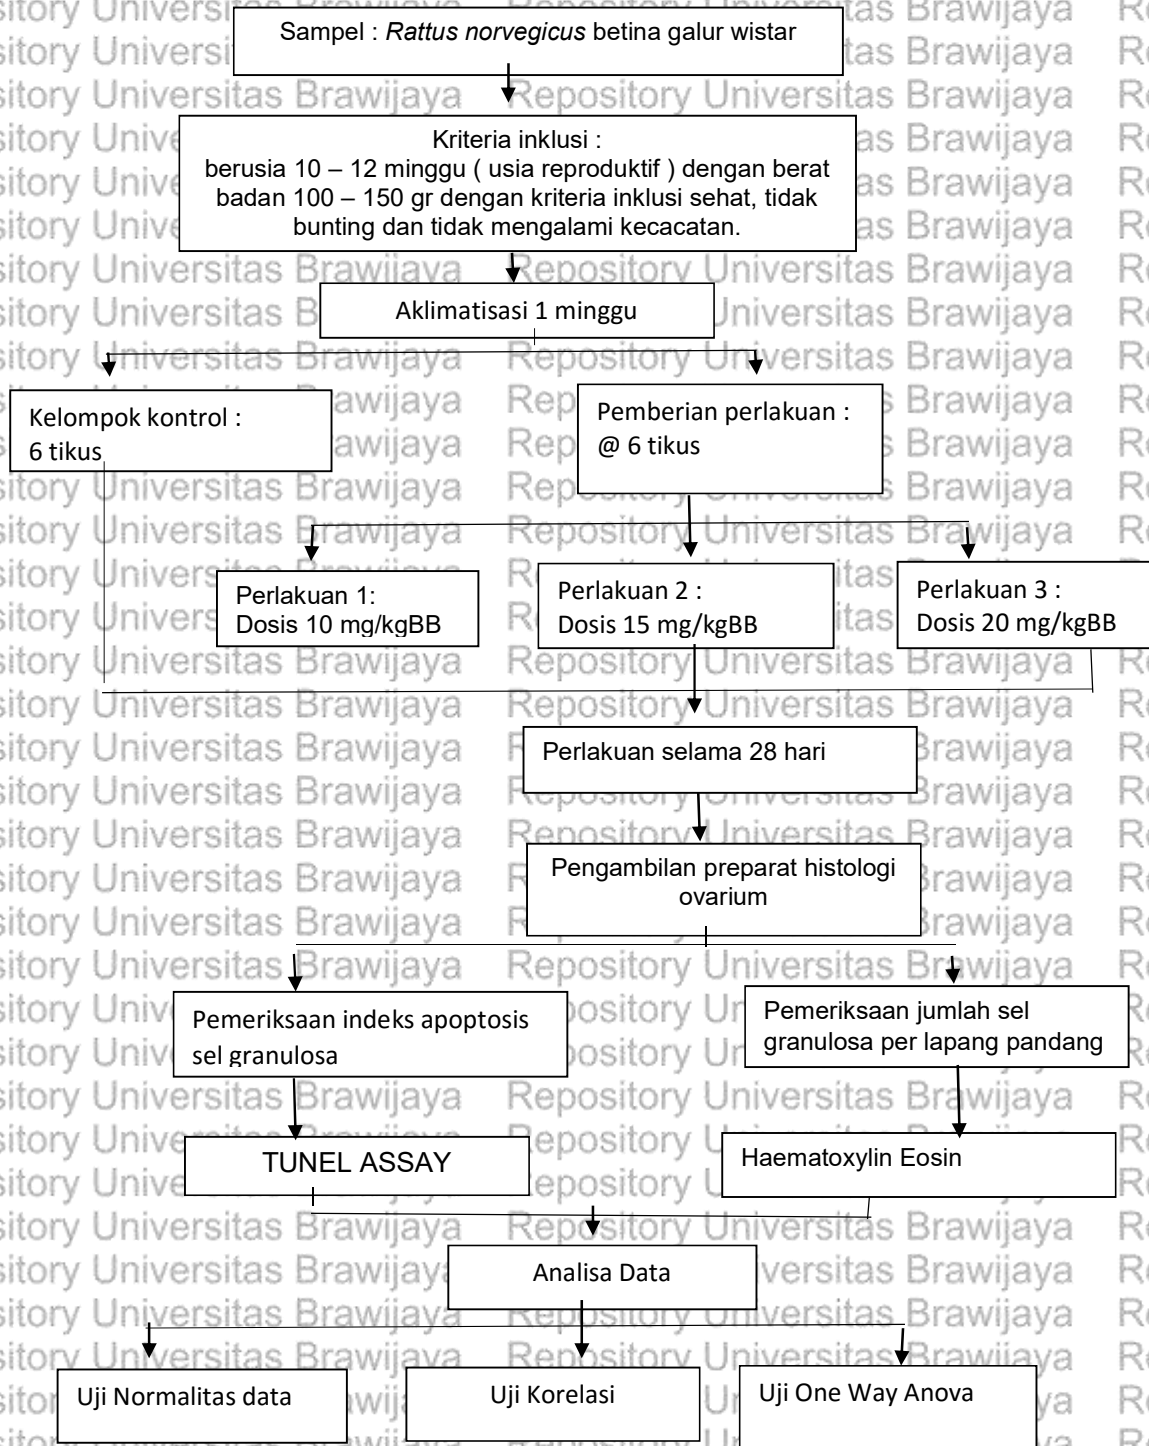 Sampel : Rattus norvegicus betina galur wistar
Kriteria inklusi :
berusia 10 – 12 minggu ( usia reproduktif ) dengan berat
badan 100 – 150 gr dengan kriteria inklusi sehat, tidak
bunting dan tidak mengalami kecacatan.
Aklimatisasi 1 minggu
Kelompok kontrol :
6 tikus
Pemberian perlakuan :
@ 6 tikus
Perlakuan 1:
Dosis 10 mg/kgBB
Perlakuan 2 :
Dosis 15 mg/kgBB
Perlakuan 3 :
Dosis 20 mg/kgBB
Perlakuan selama 28 hari
Pengambilan preparat histologi
ovarium
Pemeriksaan indeks apoptosis
sel granulosa
Pemeriksaan jumlah sel
granulosa per lapang pandang
TUNEL ASSAY
Haematoxylin Eosin
Analisa Data
Uji Normalitas data
Uji Korelasi
Uji One Way Anova